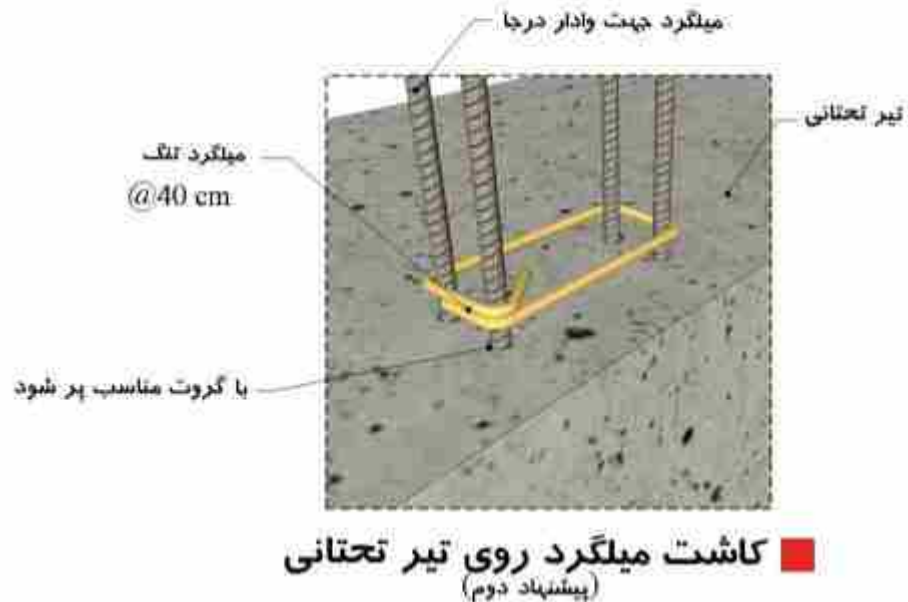 میلگرد جهت وادار درجا
تیر تحتانی
میلگرد تنگ
@40 cm
با گروت مناسب پر شود
کاشت میلگرد روی تیر تحتانی
(پیشنهاد دوم)